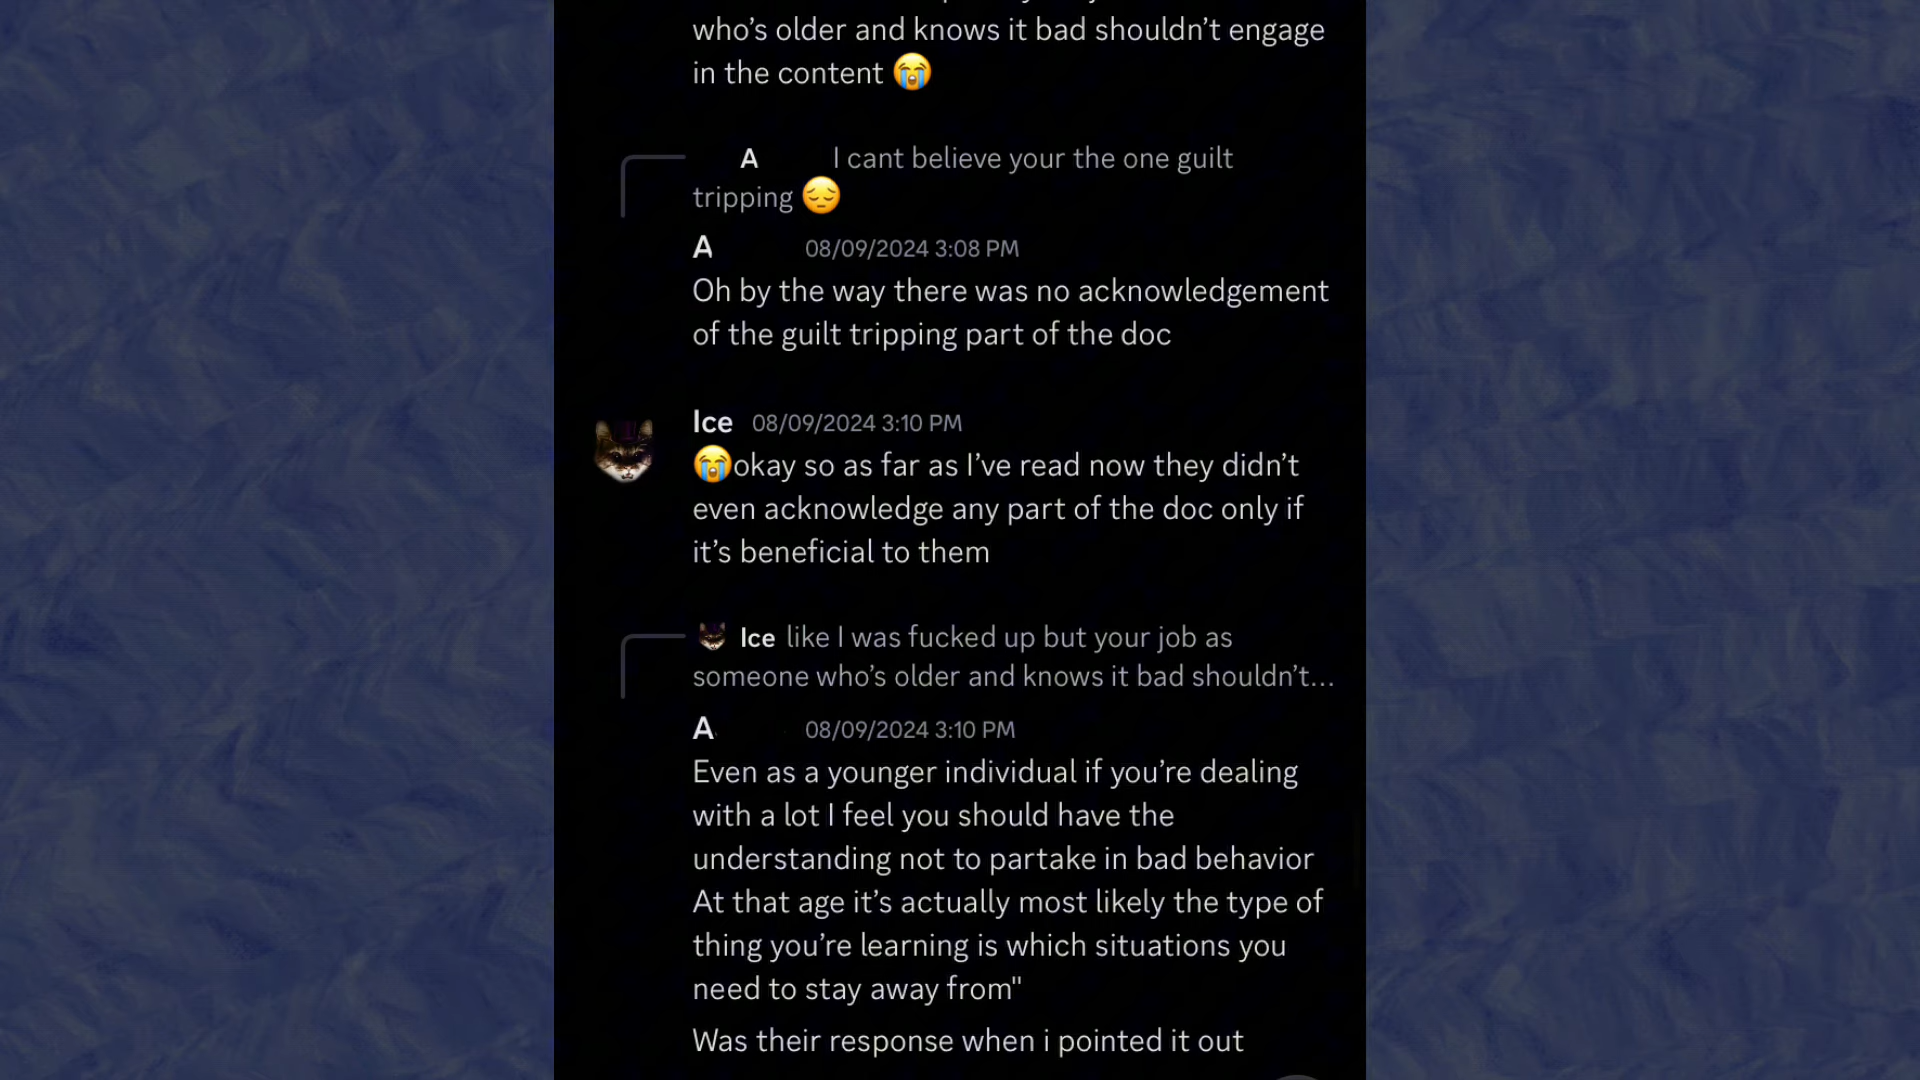 who’s older and knows it bad shouldn’t engage
in the content 😭
A I cant believe your the one guilt
tripping 😔
A 08/09/2024 3:08 PM
Oh by the way there was no acknowledgement
of the guilt tripping part of the doc
Ice 08/09/2024 3:10 PM
😭okay so as far as I’ve read now they didn’t
even acknowledge any part of the doc only if
it’s beneficial to them
Ice like I was fucked up but your job as
someone who’s older and knows it bad shouldn’t...
A 08/09/2024 3:10 PM
Even as a younger individual if you’re dealing
with a lot I feel you should have the
understanding not to partake in bad behavior
At that age it’s actually most likely the type of
thing you’re learning is which situations you
need to stay away from"
Was their response when i pointed it out